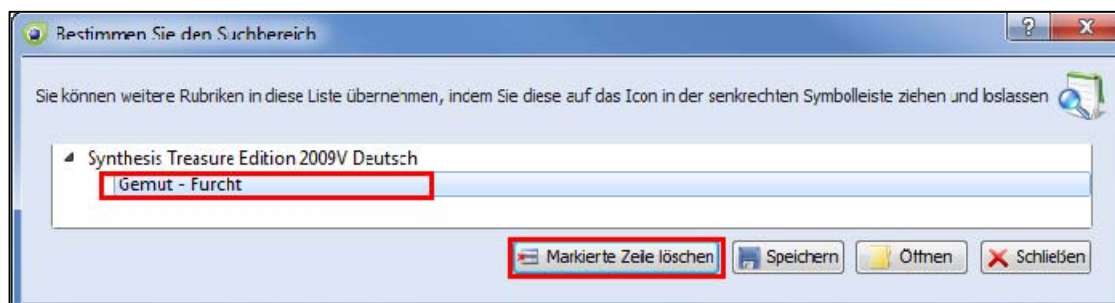 Bestimmen Sie den Suchbereich
Sie können weitere Rubriken in diese Liste übernehmen, indem Sie diese auf das Icon in der senkrechten Symbolleiste ziehen und loslassen
Synthesis Treasure Edition 2009V Deutsch
Gemüt - Furcht
Markierte Zeile löschen Speichern Öffnen Schließen